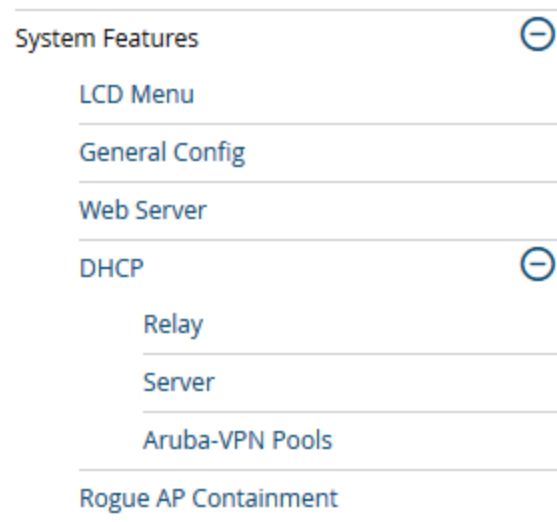 System Features
LCD Menu
General Config
Web Server
DHCP
Relay
Server
Aruba-VPN Pools
Rogue AP Containment